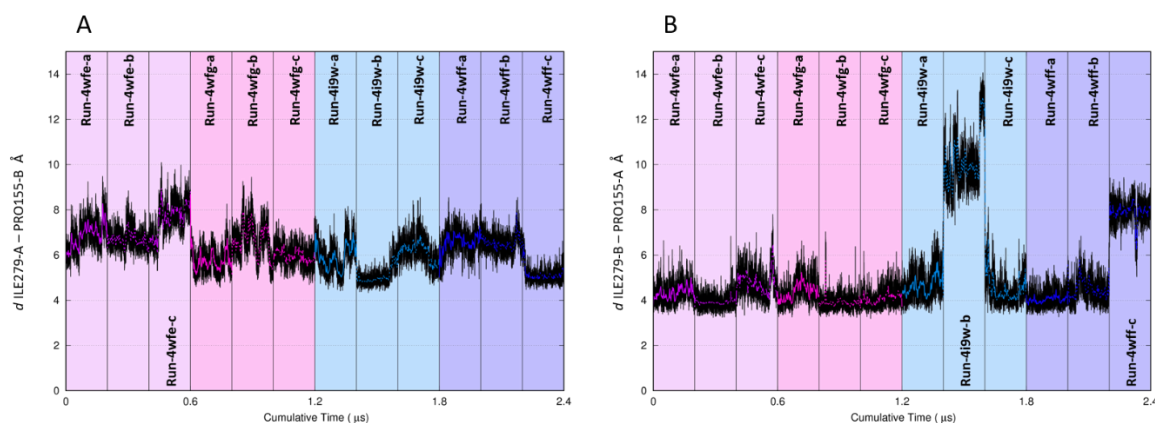 A
14
12
10
8
6
4
2
0
d ILE279-A – PRO155-B Å
Run-4wfe-a
Run-4wfe-b
Run-4wfe-c
Run-4wfg-a
Run-4wfg-b
Run-4wfg-c
Run-4i9w-a
Run-4i9w-b
Run-4i9w-c
Run-4wff-a
Run-4wff-b
Run-4wff-c
0 0.6 1.2 1.8 2.4
Cumulative Time ( μs)
B
14
12
10
8
6
4
2
0
d ILE279-B – PRO155-A Å
Run-4wfe-a
Run-4wfe-b
Run-4wfe-c
Run-4wfg-a
Run-4wfg-b
Run-4wfg-c
Run-4i9w-a
Run-4i9w-b
Run-4i9w-c
Run-4wff-a
Run-4wff-b
Run-4wff-c
0 0.6 1.2 1.8 2.4
Cumulative Time ( μs)